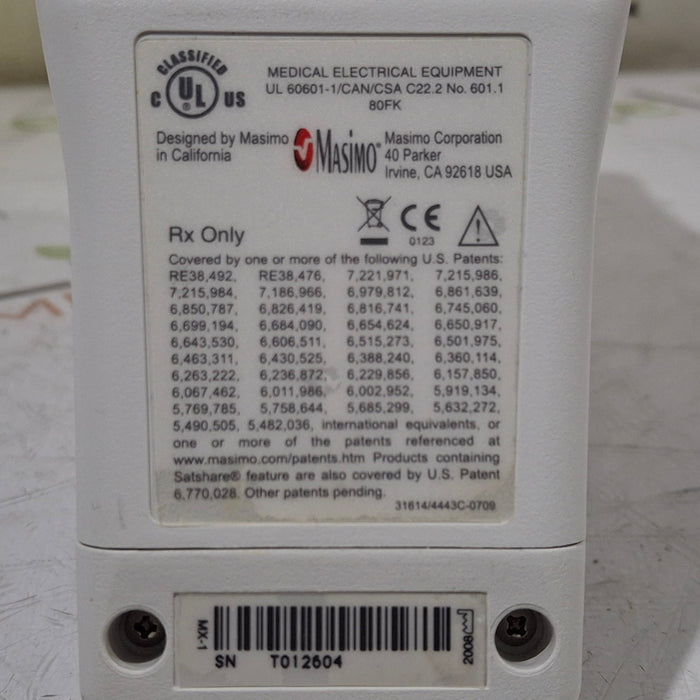 CLASSIFIED
C UL US
®
MEDICAL ELECTRICAL EQUIPMENT
UL 60601-1/CAN/CSA C22.2 No. 601.1
80FK
Designed by Masimo
in California
MASIMO®
Masimo Corporation
40 Parker
Irvine, CA 92618 USA
Rx Only
CE
0123
Covered by one or more of the following U.S. Patents:
RE38,492, RE38,476, 7,221,971, 7,215,986,
7,215,984, 7,186,966, 6,979,812, 6,861,639,
6,850,787, 6,826,419, 6,816,741, 6,745,060,
6,699,194, 6,684,090, 6,654,624, 6,650,917,
6,643,530, 6,606,511, 6,515,273, 6,501,975,
6,463,311, 6,430,525, 6,388,240, 6,360,114,
6,263,222, 6,236,872, 6,229,856, 6,157,850,
6,067,462, 6,011,986, 6,002,952, 5,919,134,
5,769,785, 5,758,644, 5,685,299, 5,632,272,
5,490,505, 5,482,036, international equivalents, or
one or more of the patents referenced at
www.masimo.com/patents.htm Products containing
Satshare® feature are also covered by U.S. Patent
6,770,028. Other patents pending.
31614/4443C-0709
MX-1
SN T012604
2008